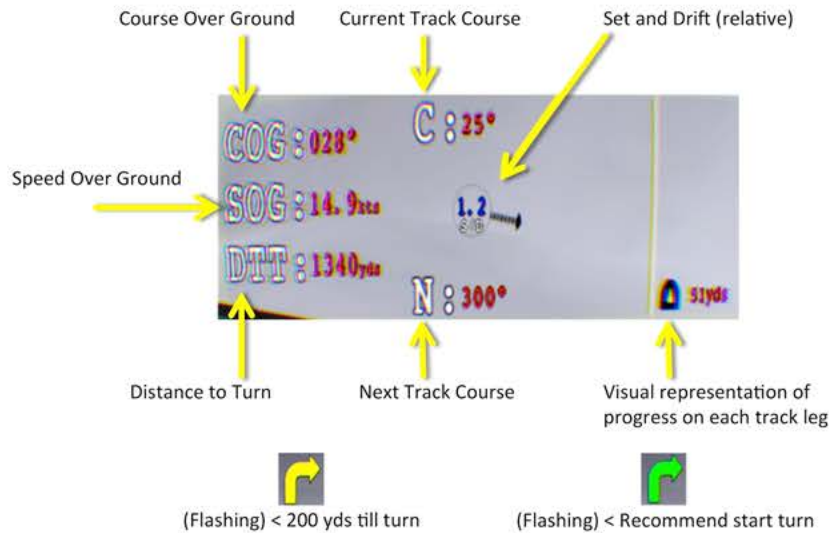 Course Over Ground
Current Track Course
Set and Drift (relative)
COG: 028°
C: 25°
Speed Over Ground
SOG: 14.9kts
1.2
DTT: 1340yds
N: 300°
51yds
Distance to Turn
Next Track Course
Visual representation of
progress on each track leg
(Flashing) < 200 yds till turn
(Flashing) < Recommend start turn